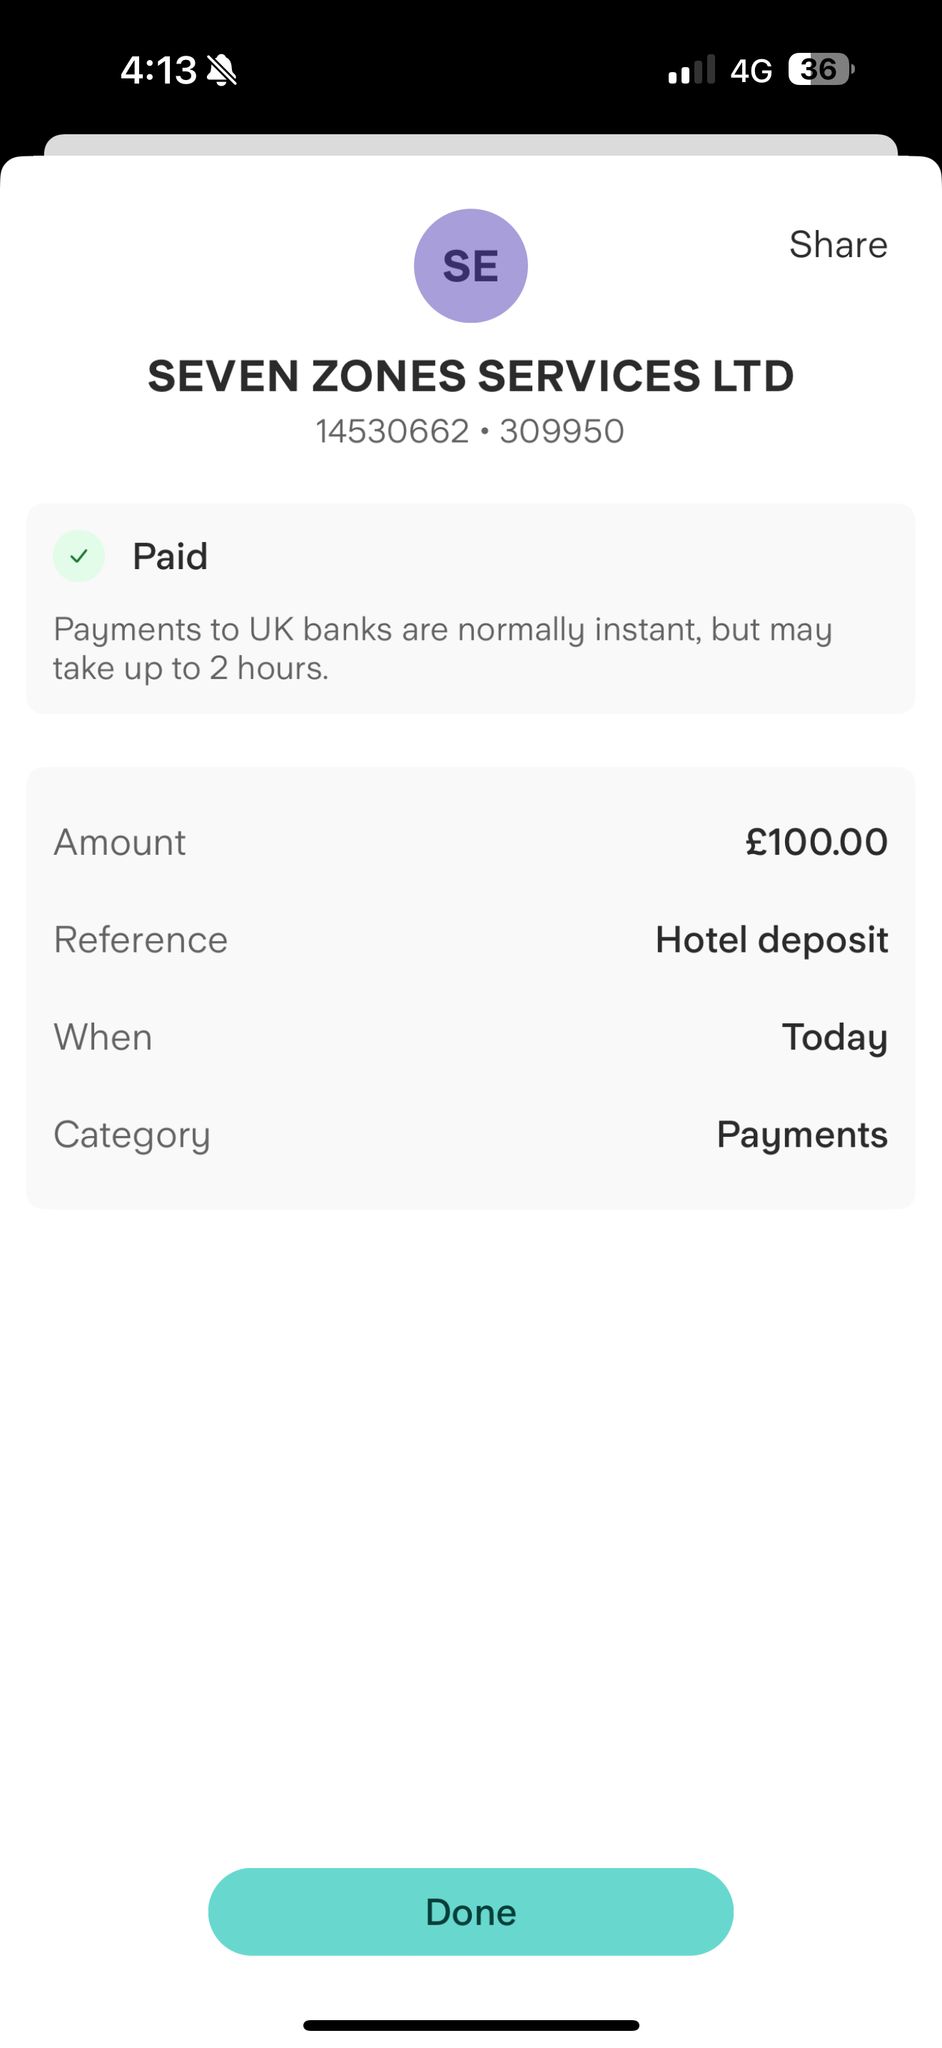 4:13
4G
36
Share
SE
SEVEN ZONES SERVICES LTD
14530662 • 309950
Paid
Payments to UK banks are normally instant, but may
take up to 2 hours.
Amount £100.00
Reference Hotel deposit
When Today
Category Payments
Done